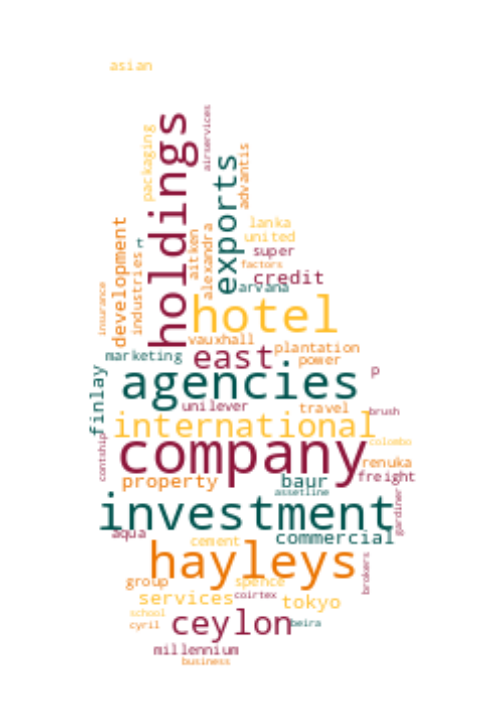 asian
holdings
airservices
packaging
exports
advantis
development
rr
industries
aitken
alexandra
lanka
united
super
factors
credit
arvana
insurance
hotel
vauxhall
marketing
east
plantation
power
p
agencies
finlay
unilever
travel
brush
international
colombo
contship
company
renuka
freight
property
baur
assetline
gardiner
investment
aqua
commercial
cement
hayleys
brokers
group
spence
services
coirtex
tokyo
school
cyril
ceylon
beira
millennium
business